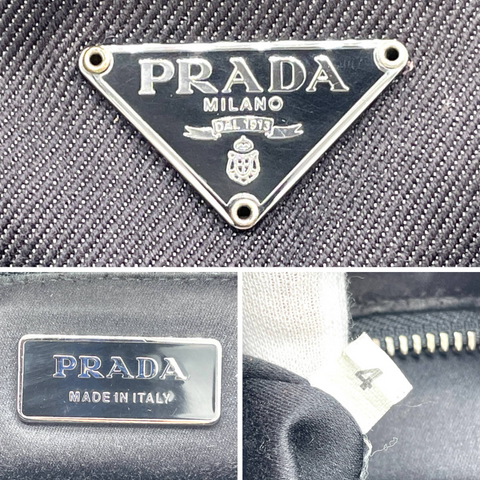 PRADA
MILANO
DAL 1913
PRADA
MADE IN ITALY
4